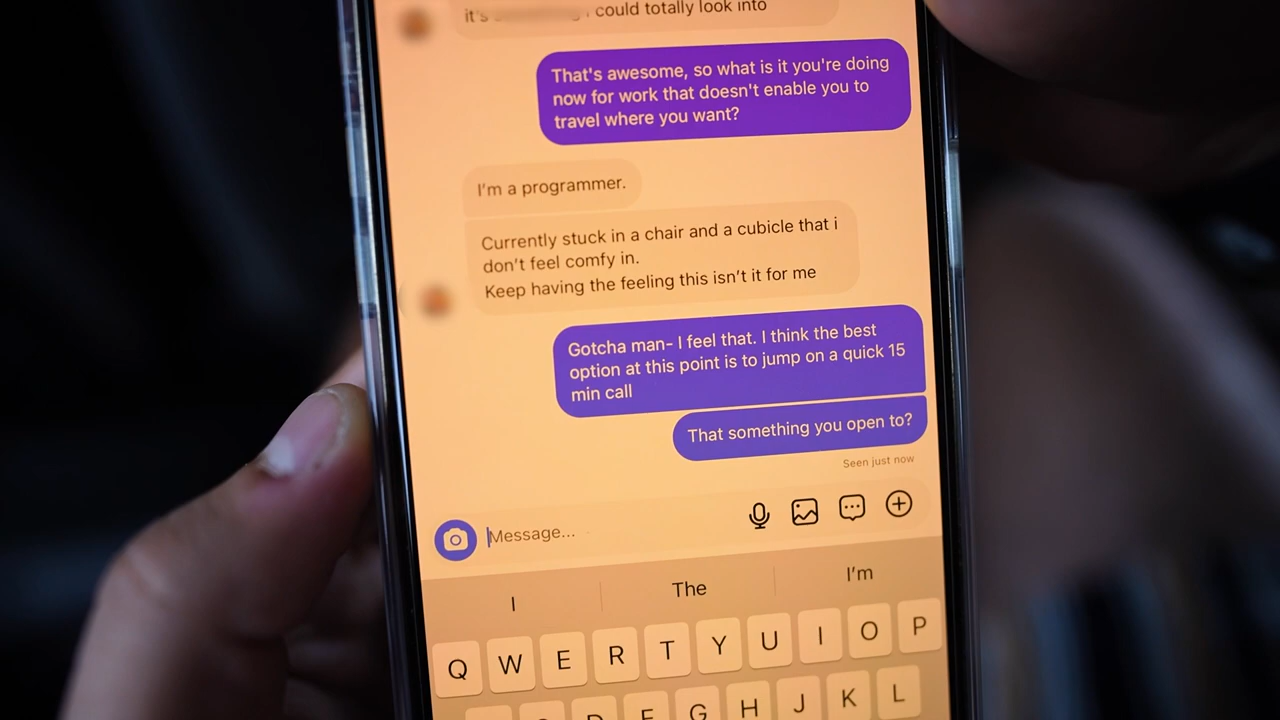 it's could totally look into
That's awesome, so what is it you're doing
now for work that doesn't enable you to
travel where you want?
I'm a programmer.
Currently stuck in a chair and a cubicle that i
don't feel comfy in.
Keep having the feeling this isn't it for me
Gotcha man- I feel that. I think the best
option at this point is to jump on a quick 15
min call
That something you open to?
Seen just now
Message...
I The I'm
Q W E R T Y U I O P
D F G H J K L